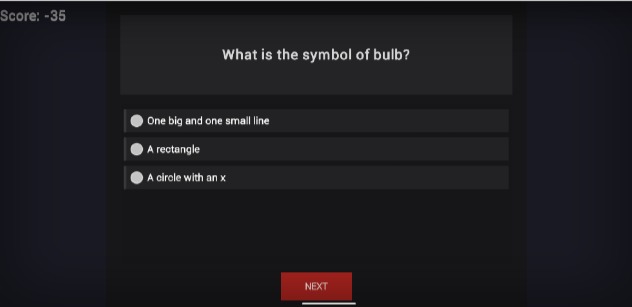 Score: -35
What is the symbol of bulb?
One big and one small line
A rectangle
A circle with an x
NEXT